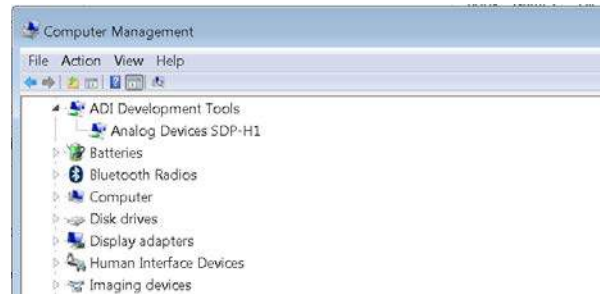 Computer Management
File Action View Help
ADI Development Tools
Analog Devices SDP-H1
Batteries
Bluetooth Radios
Computer
Disk drives
Display adapters
Human Interface Devices
Imaging devices